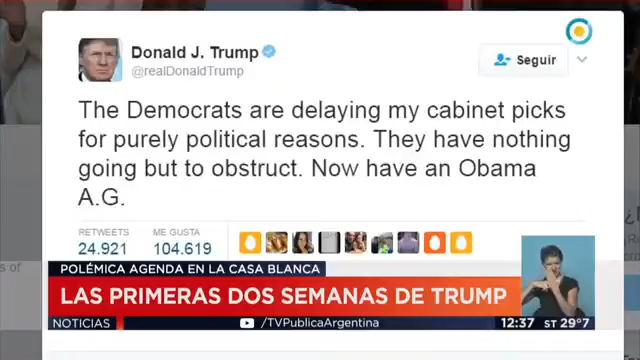 Donald J. Trump
@realDonaldTrump
Seguir
The Democrats are delaying my cabinet picks
for purely political reasons. They have nothing
going but to obstruct. Now have an Obama
A.G.
RETWEETS ME GUSTA
24.921 104.619
s of
POLÉMICA AGENDA EN LA CASA BLANCA
LAS PRIMERAS DOS SEMANAS DE TRUMP
NOTICIAS /TVPublicaArgentina 12:37 ST 29°7